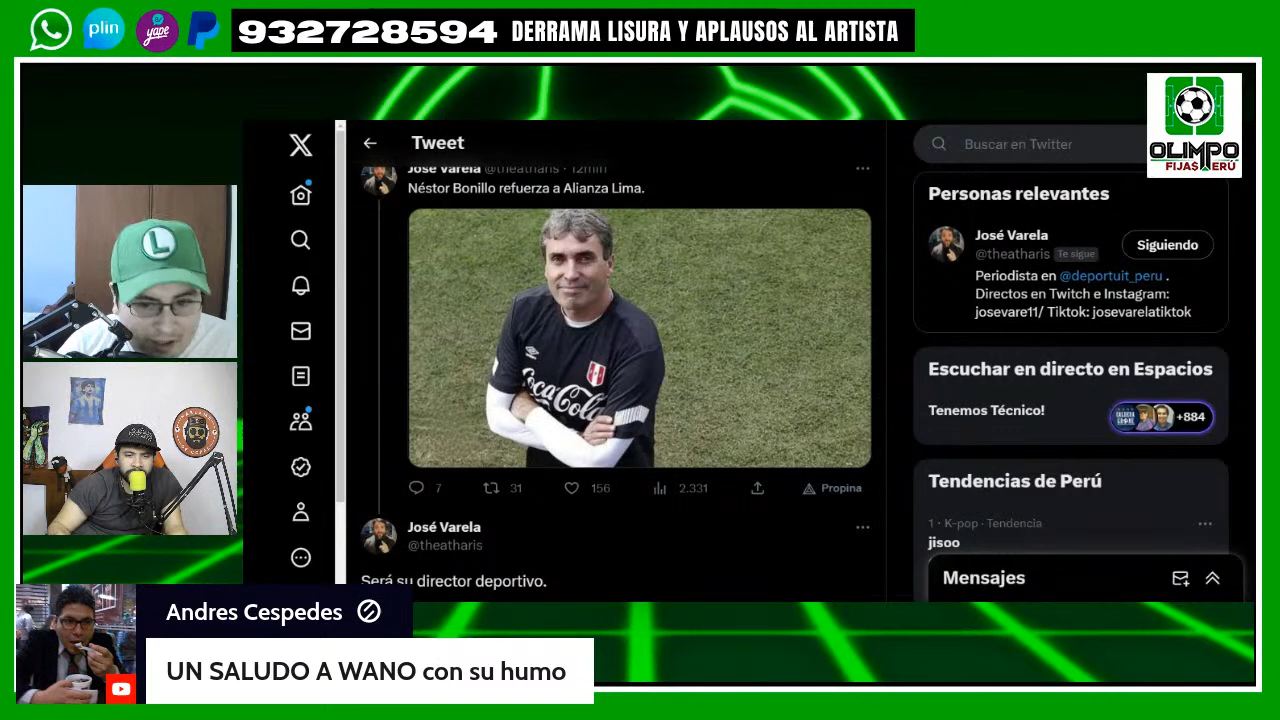 plin
yape
932728594 DERRAMA LISURA Y APLAUSOS AL ARTISTA
OLIMPO
FIJAS PERÚ
Tweet
Buscar en Twitter
José Varela @theatharis · 12min
Néstor Bonillo refuerza a Alianza Lima.
Coca-Cola
7 31 156 2.331 Propina
José Varela
@theatharis
Será su director deportivo.
Personas relevantes
José Varela
@theatharis Te sigue
Siguiendo
Periodista en @deportuit_peru .
Directos en Twitch e Instagram:
josevare11/ Tiktok: josevarelatiktok
Escuchar en directo en Espacios
Tenemos Técnico!
+884
Tendencias de Perú
1 · K-pop · Tendencia
jisoo
Mensajes
L
Andres Cespedes
UN SALUDO A WANO con su humo